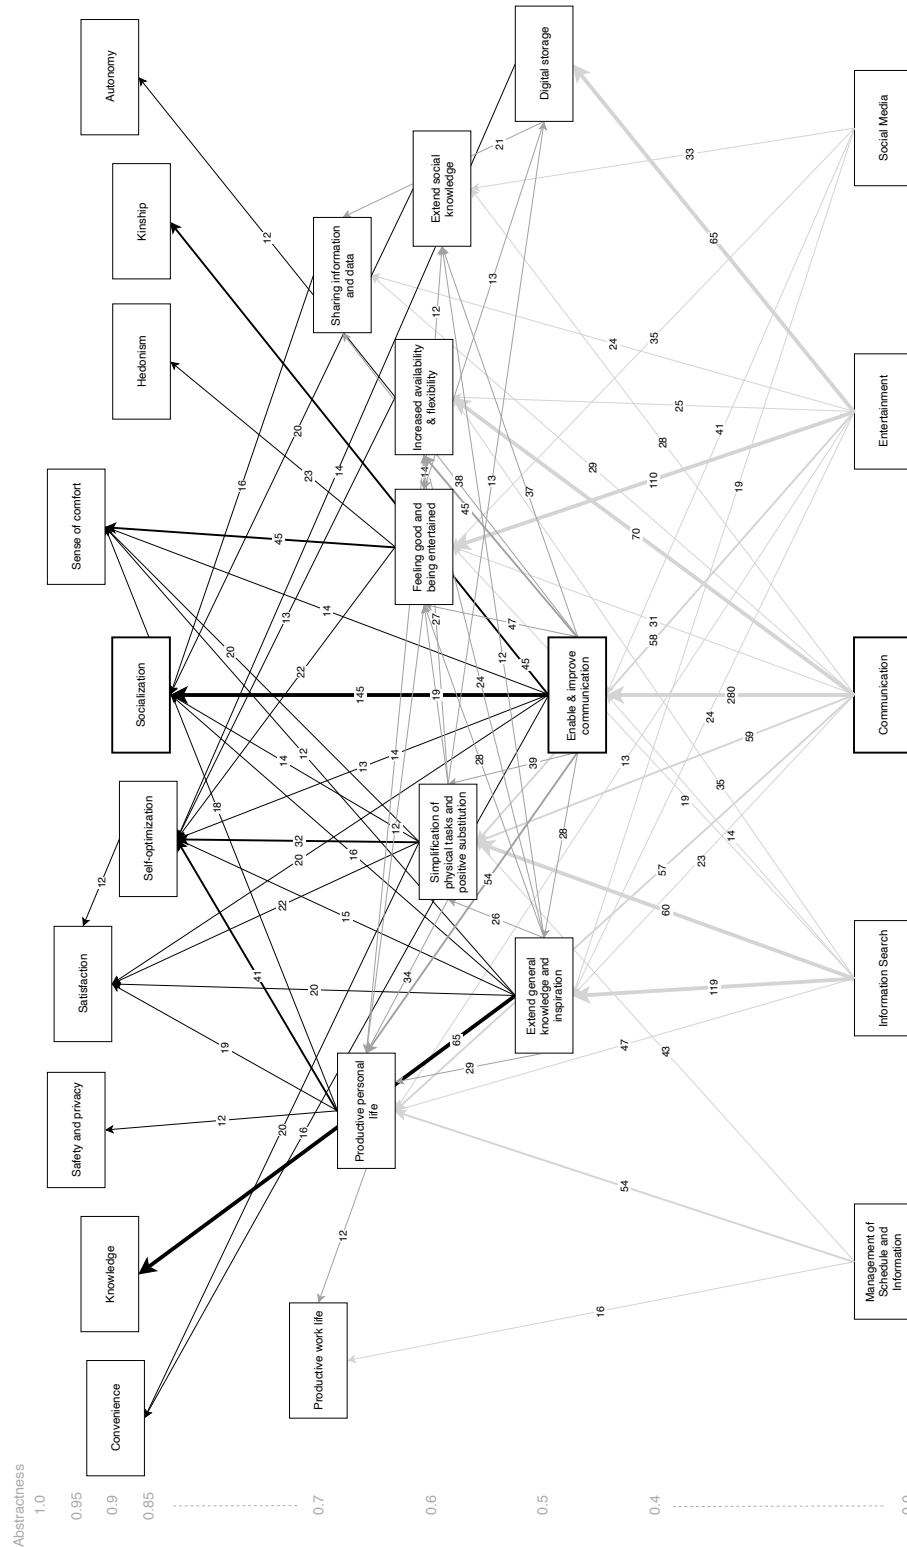 Abstractness
1.0
0.95
0.9
0.85
0.7
0.6
0.5
0.4
Convenience
Knowledge
Safety and privacy
Satisfaction
Self-optimization
Socialization
Sense of comfort
Hedonism
Kinship
Autonomy
12
19
12
41
18
22
20
20
16
20
15
32
14
20
12
16
20
13
145
14
22
13
45
14
23
16
20
12
Productive work life
Productive personal
life
Sharing information
and data
12
12
14
34
Simplification of
physical tasks and
positive substitution
Feeling good and
being entertained
Increased availability
& flexibility
Extend social
knowledge
19
27
14
12
65
29
54
26
28
24
45
12
47
38
45
13
13
21
37
39
28
Extend general
knowledge and
inspiration
Enable & improve
communication
Digital storage
16
54
47
43
119
60
57
23
19
14
35
13
24
59
280
58
31
70
29
28
110
19
41
25
24
35
65
33
Management of
Schedule and
Information
Information Search
Communication
Entertainment
Social Media